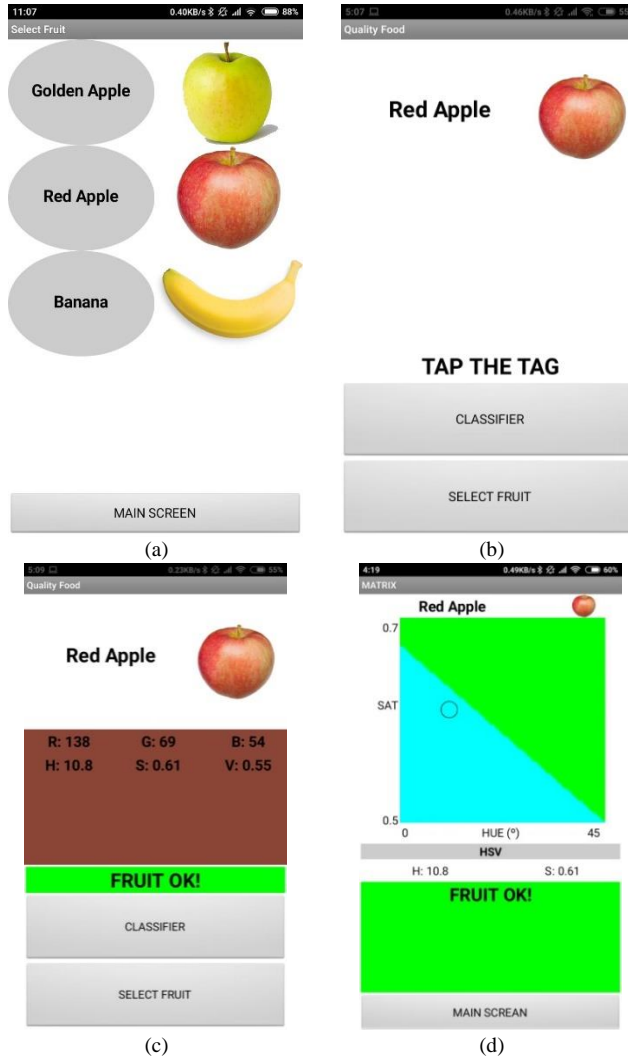 11:07 0.40KB/s 88%
Select Fruit
Golden Apple
Red Apple
Banana
MAIN SCREEN
(a)
5:07 0.46KB/s 55
Quality Food
Red Apple
TAP THE TAG
CLASSIFIER
SELECT FRUIT
(b)
5:09 0.23KB/s 55%
Quality Food
Red Apple
R: 138 G: 69 B: 54
H: 10.8 S: 0.61 V: 0.55
FRUIT OK!
CLASSIFIER
SELECT FRUIT
(c)
4:19 0.49KB/s 60%
MATRIX
Red Apple
0.7
SAT
0.5
0 HUE (º) 45
HSV
H: 10.8 S: 0.61
FRUIT OK!
MAIN SCREAN
(d)